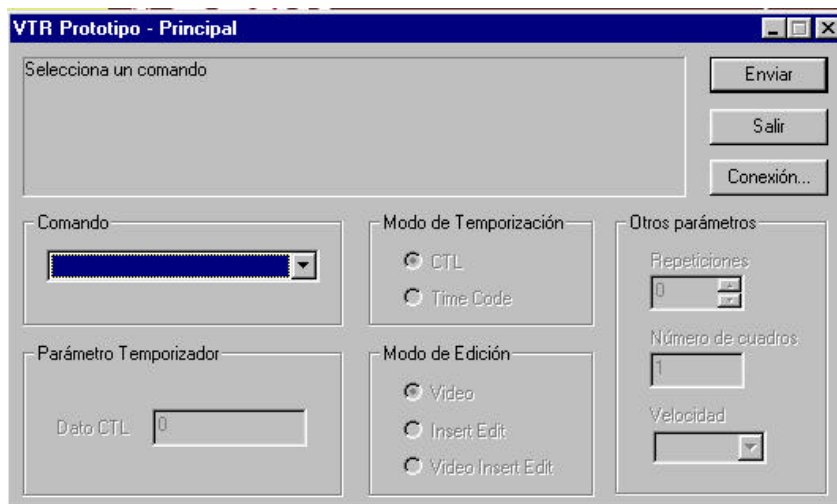 VTR Prototipo - Principal
Selecciona un comando
Enviar
Salir
Conexión...
Comando
Modo de Temporización
CTL
Time Code
Otros parámetros
Repeticiones
0
Número de cuadros
1
Velocidad
Parámetro Temporizador
Dato CTL
0
Modo de Edición
Video
Insert Edit
Video Insert Edit